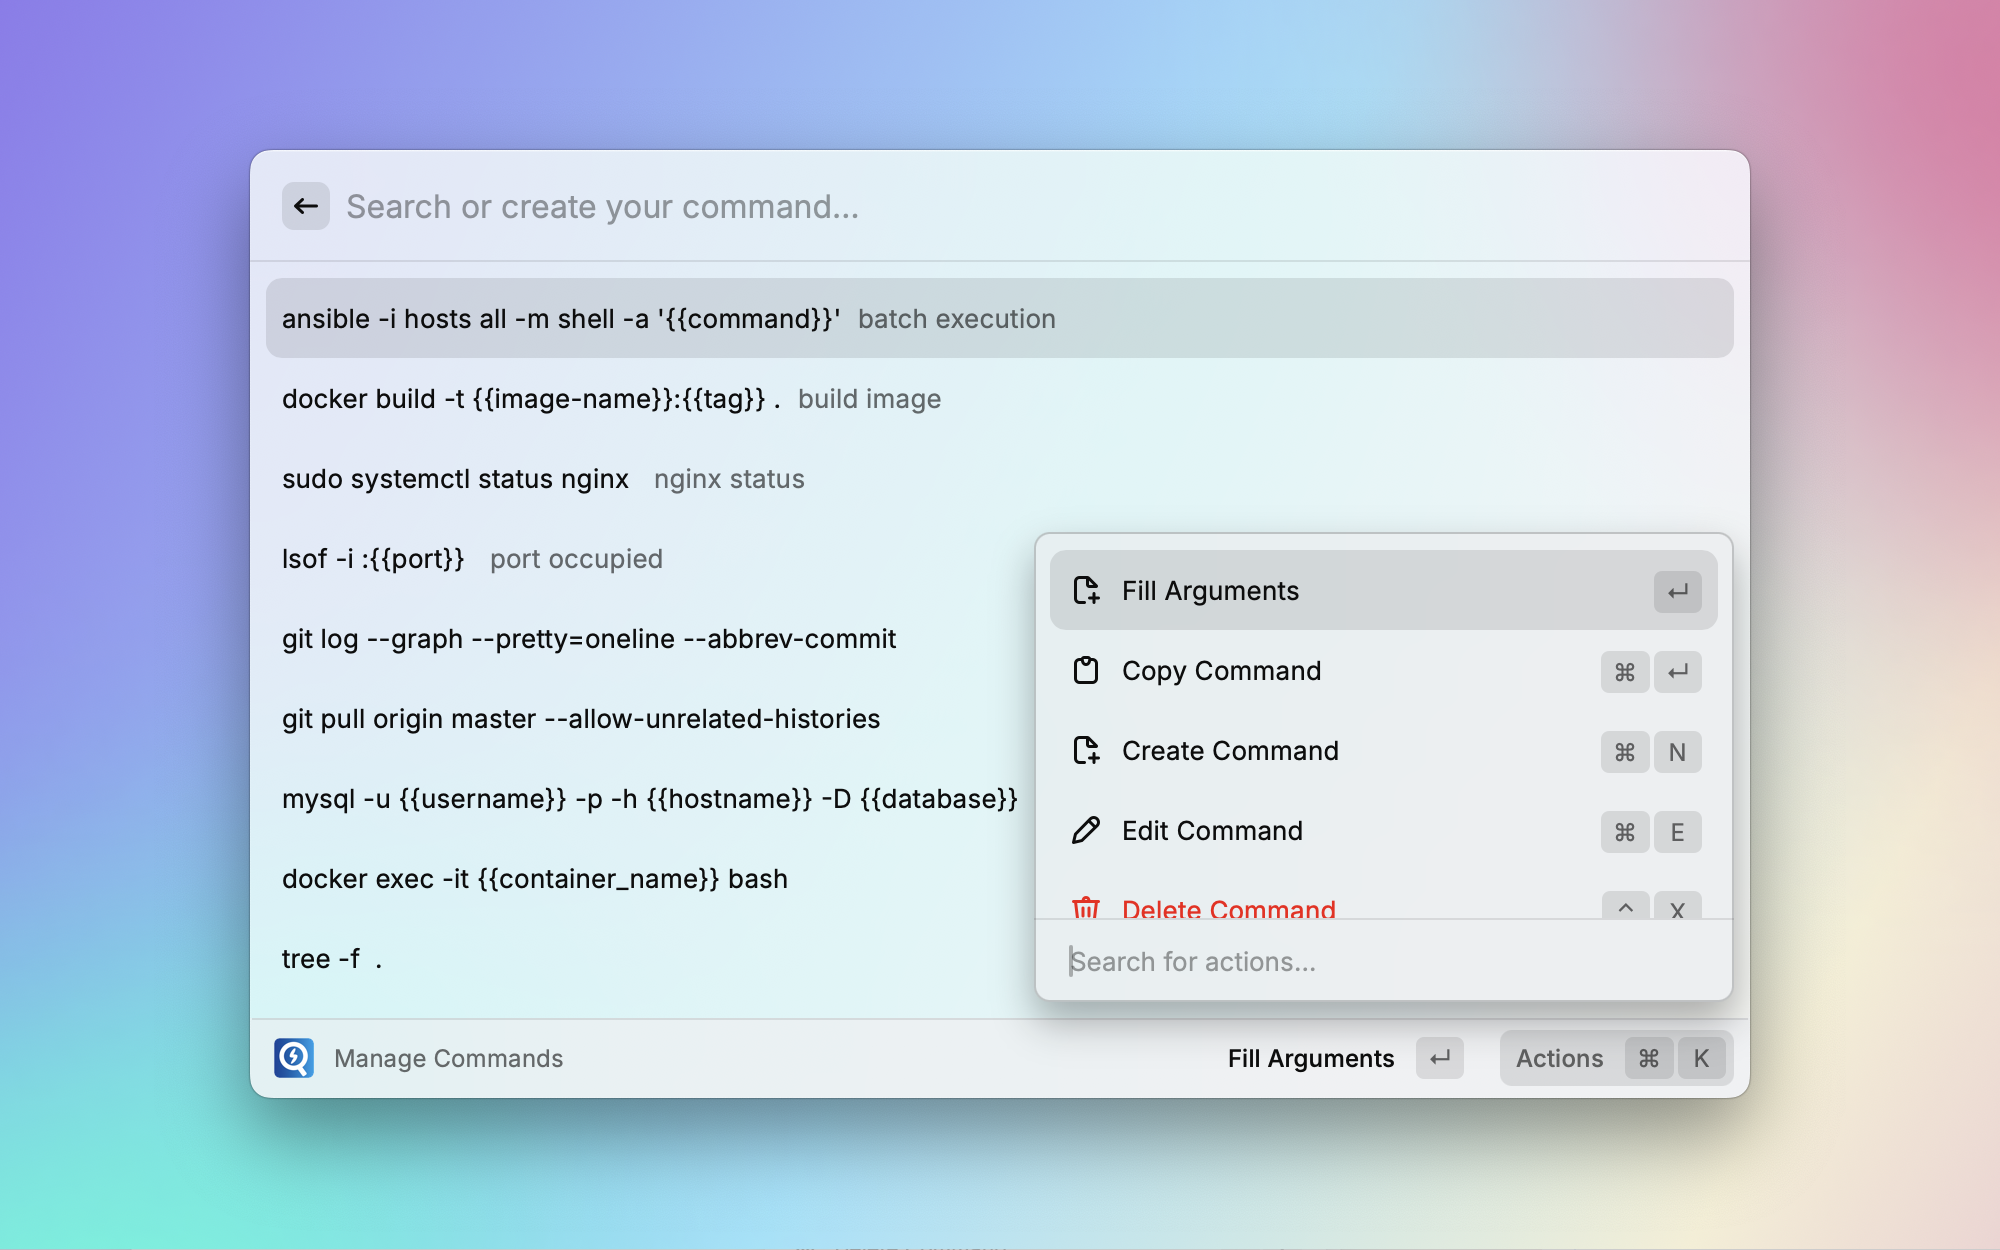 Search or create your command...
ansible -i hosts all -m shell -a '{{command}}' batch execution
docker build -t {{image-name}}:{{tag}} . build image
sudo systemctl status nginx nginx status
lsof -i :{{port}} port occupied
git log --graph --pretty=oneline --abbrev-commit
git pull origin master --allow-unrelated-histories
mysql -u {{username}} -p -h {{hostname}} -D {{database}}
docker exec -it {{container_name}} bash
tree -f .
Fill Arguments ↵
Copy Command ⌘ ↵
Create Command ⌘ N
Edit Command ⌘ E
Delete Command ^ X
Search for actions...
Manage Commands
Fill Arguments ↵
Actions ⌘ K